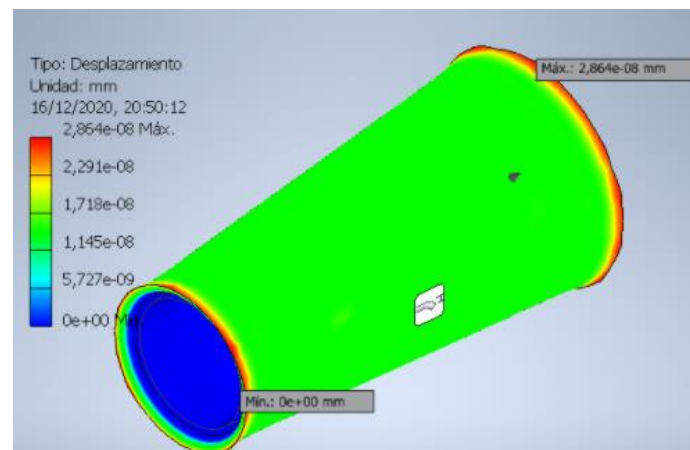 Tipo: Desplazamiento
Unidad: mm
16/12/2020, 20:50:12
2,864e-08 Máx.
2,291e-08
1,718e-08
1,145e-08
5,727e-09
0e+00
Máx.: 2,864e-08 mm
Mín.: 0e+00 mm